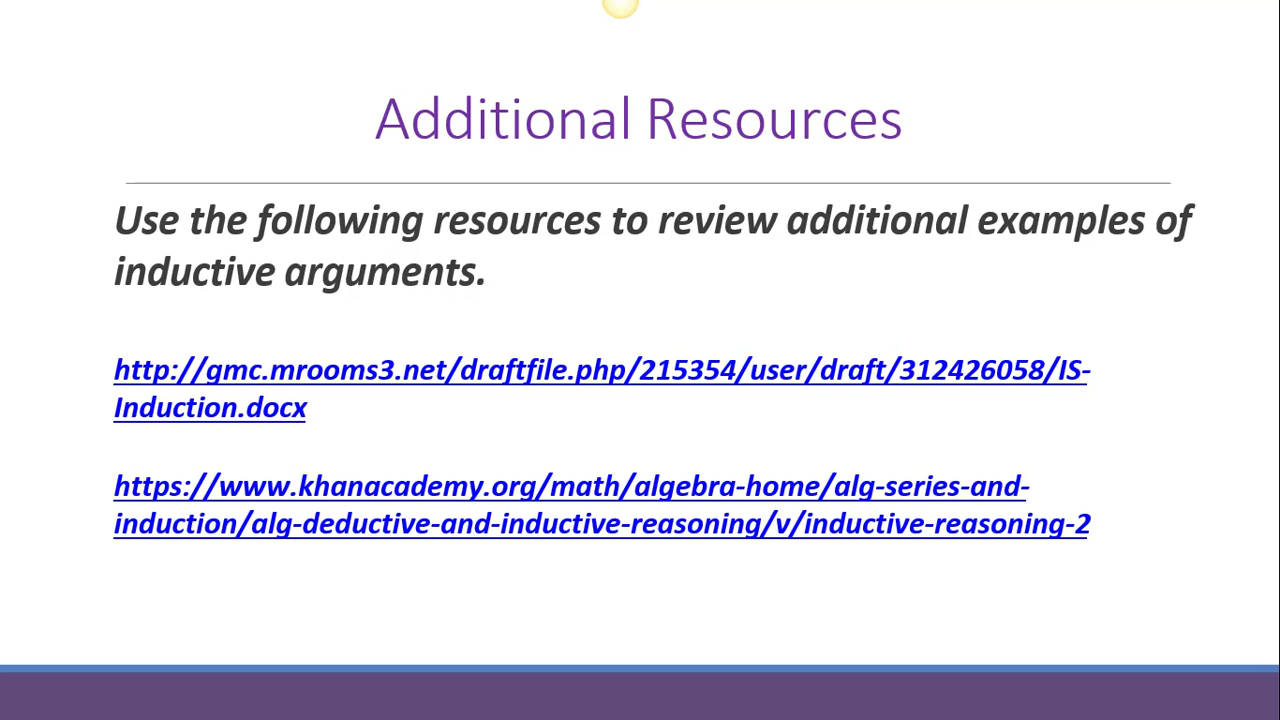 Additional Resources
Use the following resources to review additional examples of
inductive arguments.
http://gmc.mrooms3.net/draftfile.php/215354/user/draft/312426058/IS-
Induction.docx
https://www.khanacademy.org/math/algebra-home/alg-series-and-
induction/alg-deductive-and-inductive-reasoning/v/inductive-reasoning-2